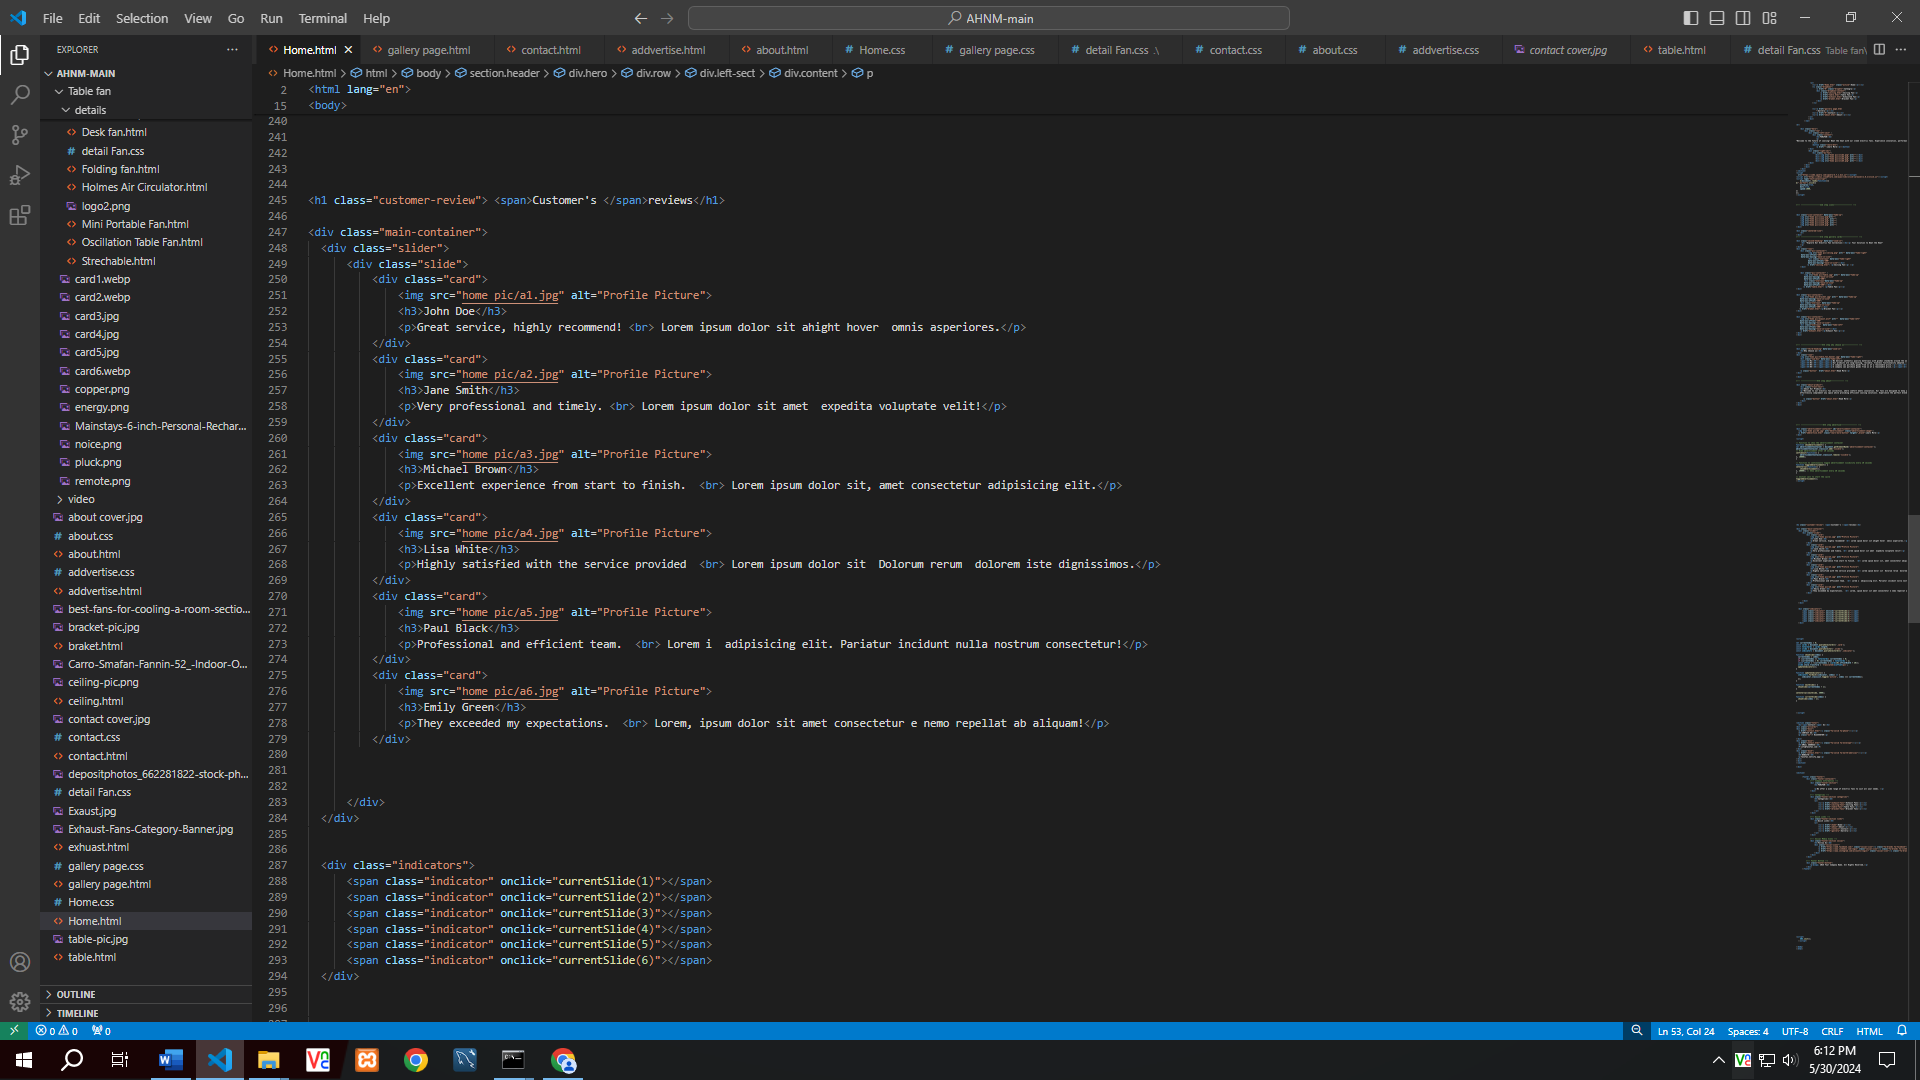 File Edit Selection View Go Run Terminal Help
AHNM-main
EXPLORER
Home.html gallery page.html contact.html addvertise.html about.html Home.css gallery page.css detail Fan.css .\ contact.css about.css addvertise.css contact cover.jpg table.html detail Fan.css Table fan\
AHNM-MAIN
Table fan
details
Desk fan.html
detail Fan.css
Folding fan.html
Holmes Air Circulator.html
logo2.png
Mini Portable Fan.html
Oscillation Table Fan.html
Strechable.html
card1.webp
card2.webp
card3.jpg
card4.jpg
card5.jpg
card6.webp
copper.png
energy.png
Mainstays-6-inch-Personal-Rechar...
noice.png
pluck.png
remote.png
video
about cover.jpg
about.css
about.html
addvertise.css
addvertise.html
best-fans-for-cooling-a-room-sectio...
bracket-pic.jpg
braket.html
Carro-Smafan-Fannin-52_-Indoor-O...
ceiling-pic.png
ceiling.html
contact cover.jpg
contact.css
contact.html
depositphotos_662281822-stock-ph...
detail Fan.css
Exaust.jpg
Exhaust-Fans-Category-Banner.jpg
exhuast.html
gallery page.css
gallery page.html
Home.css
Home.html
table-pic.jpg
table.html
OUTLINE
TIMELINE
Home.html > html > body > section.header > div.hero > div.row > div.left-sect > div.content > p
2 <html lang="en">
15 <body>
240
241
242
243
244
245 <h1 class="customer-review"> <span>Customer's </span>reviews</h1>
246
247 <div class="main-container">
248 <div class="slider">
249 <div class="slide">
250 <div class="card">
251 <img src="home pic/a1.jpg" alt="Profile Picture">
252 <h3>John Doe</h3>
253 <p>Great service, highly recommend! <br> Lorem ipsum dolor sit ahight hover  omnis asperiores.</p>
254 </div>
255 <div class="card">
256 <img src="home pic/a2.jpg" alt="Profile Picture">
257 <h3>Jane Smith</h3>
258 <p>Very professional and timely. <br> Lorem ipsum dolor sit amet  expedita voluptate velit!</p>
259 </div>
260 <div class="card">
261 <img src="home pic/a3.jpg" alt="Profile Picture">
262 <h3>Michael Brown</h3>
263 <p>Excellent experience from start to finish.  <br> Lorem ipsum dolor sit, amet consectetur adipisicing elit.</p>
264 </div>
265 <div class="card">
266 <img src="home pic/a4.jpg" alt="Profile Picture">
267 <h3>Lisa White</h3>
268 <p>Highly satisfied with the service provided  <br> Lorem ipsum dolor sit  Dolorum rerum  dolorem iste dignissimos.</p>
269 </div>
270 <div class="card">
271 <img src="home pic/a5.jpg" alt="Profile Picture">
272 <h3>Paul Black</h3>
273 <p>Professional and efficient team.  <br> Lorem i  adipisicing elit. Pariatur incidunt nulla nostrum consectetur!</p>
274 </div>
275 <div class="card">
276 <img src="home pic/a6.jpg" alt="Profile Picture">
277 <h3>Emily Green</h3>
278 <p>They exceeded my expectations.  <br> Lorem, ipsum dolor sit amet consectetur e nemo repellat ab aliquam!</p>
279 </div>
280
281
282
283 </div>
284 </div>
285
286
287 <div class="indicators">
288 <span class="indicator" onclick="currentSlide(1)"></span>
289 <span class="indicator" onclick="currentSlide(2)"></span>
290 <span class="indicator" onclick="currentSlide(3)"></span>
291 <span class="indicator" onclick="currentSlide(4)"></span>
292 <span class="indicator" onclick="currentSlide(5)"></span>
293 <span class="indicator" onclick="currentSlide(6)"></span>
294 </div>
295
296
0 0 0
Ln 53, Col 24 Spaces: 4 UTF-8 CRLF HTML
6:12 PM
5/30/2024